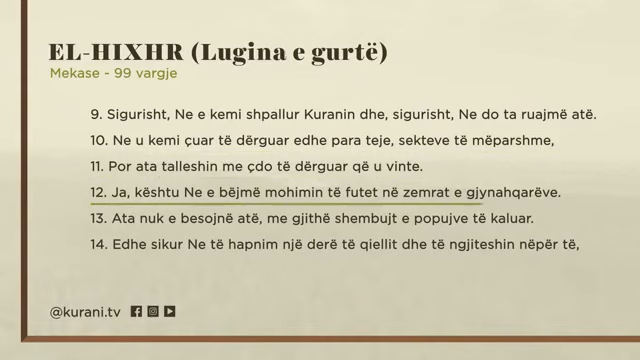 EL-HIXHR (Lugina e gurtë)
Mekase - 99 vargje
9. Sigurisht, Ne e kemi shpallur Kuranin dhe, sigurisht, Ne do ta ruajmë atë.
10. Ne u kemi çuar të dërguar edhe para teje, sekteve të mëparshme,
11. Por ata talleshin me çdo të dërguar që u vinte.
12. Ja, kështu Ne e bëjmë mohimin të futet në zemrat e gjynahqarëve.
13. Ata nuk e besojnë atë, me gjithë shembujt e popujve të kaluar.
14. Edhe sikur Ne të hapnim një derë të qiellit dhe të ngjiteshin nëpër të,
@kurani.tv